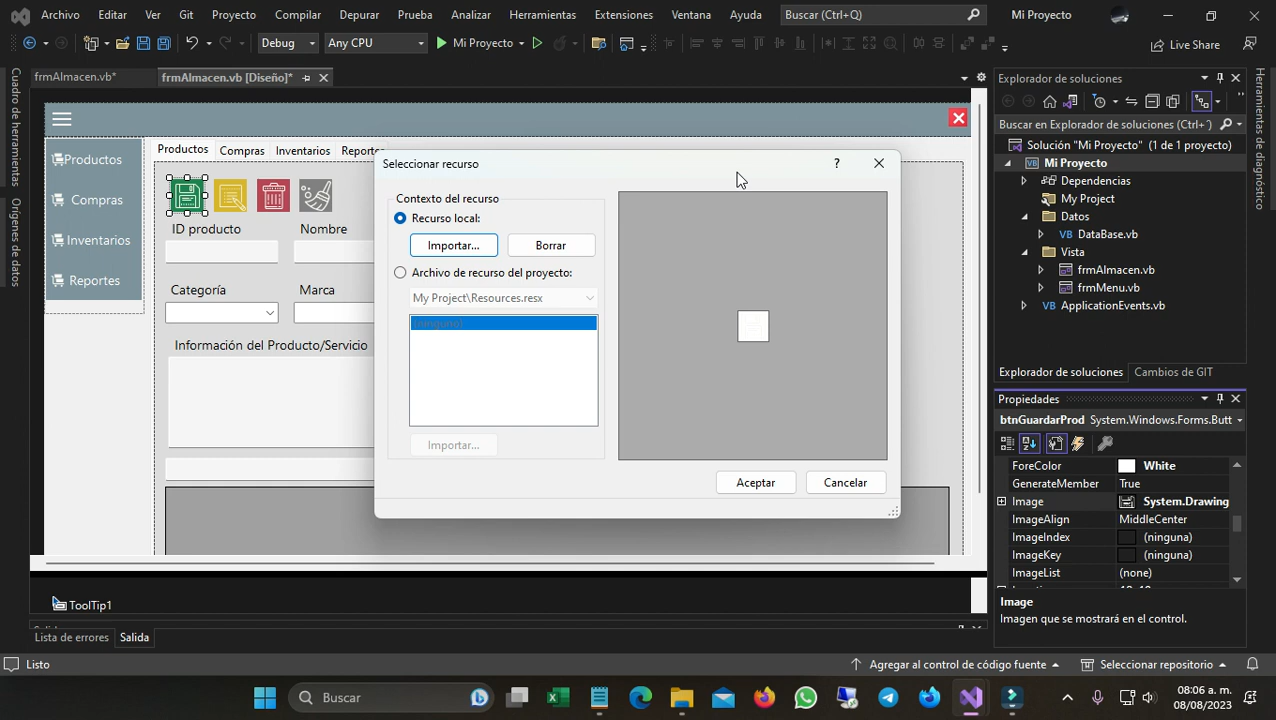 Archivo Editar Ver Git Proyecto Compilar Depurar Prueba Analizar Herramientas Extensiones Ventana Ayuda Buscar (Ctrl+Q) Mi Proyecto
Debug Any CPU Mi Proyecto Live Share
Cuadro de herramientas
Orígenes de datos
frmAlmacen.vb* frmAlmacen.vb [Diseño]*
Productos
Compras
Inventarios
Reportes
Productos Compras Inventarios Reporte
ID producto Nombre
Categoría Marca
Información del Producto/Servicio
Seleccionar recurso ?
Contexto del recurso
Recurso local:
Importar... Borrar
Archivo de recurso del proyecto:
My Project\Resources.resx
(ninguno)
Importar...
Aceptar Cancelar
ToolTip1
Lista de errores Salida
Explorador de soluciones
Buscar en Explorador de soluciones (Ctrl+´)
Solución "Mi Proyecto" (1 de 1 proyecto)
VB Mi Proyecto
Dependencias
My Project
Datos
DataBase.vb
Vista
frmAlmacen.vb
frmMenu.vb
ApplicationEvents.vb
Explorador de soluciones Cambios de GIT
Propiedades
btnGuardarProd System.Windows.Forms.Butt
ForeColor White
GenerateMember True
Image System.Drawing
ImageAlign MiddleCenter
ImageIndex (ninguna)
ImageKey (ninguna)
ImageList (none)
Image
Imagen que se mostrará en el control.
Herramientas de diagnóstico
Listo Agregar al control de código fuente Seleccionar repositorio
Buscar
08:06 a. m.
08/08/2023